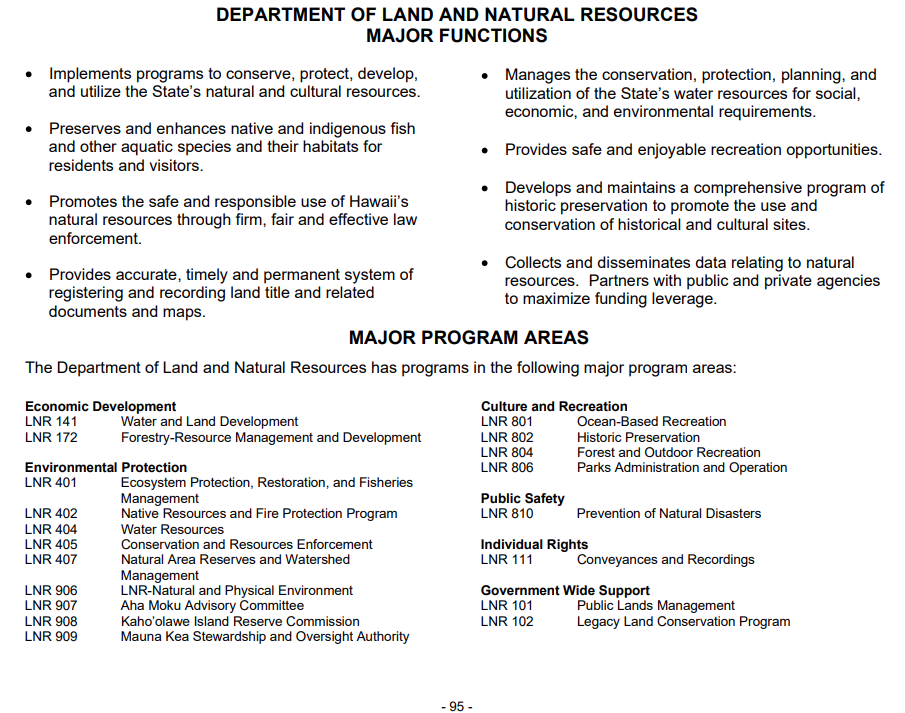 DEPARTMENT OF LAND AND NATURAL RESOURCES
MAJOR FUNCTIONS
• Implements programs to conserve, protect, develop,
and utilize the State’s natural and cultural resources.
• Preserves and enhances native and indigenous fish
and other aquatic species and their habitats for
residents and visitors.
• Promotes the safe and responsible use of Hawaii’s
natural resources through firm, fair and effective law
enforcement.
• Provides accurate, timely and permanent system of
registering and recording land title and related
documents and maps.
• Manages the conservation, protection, planning, and
utilization of the State’s water resources for social,
economic, and environmental requirements.
• Provides safe and enjoyable recreation opportunities.
• Develops and maintains a comprehensive program of
historic preservation to promote the use and
conservation of historical and cultural sites.
• Collects and disseminates data relating to natural
resources.  Partners with public and private agencies
to maximize funding leverage.
MAJOR PROGRAM AREAS
The Department of Land and Natural Resources has programs in the following major program areas:
Economic Development
LNR 141 Water and Land Development
LNR 172 Forestry-Resource Management and Development
Environmental Protection
LNR 401 Ecosystem Protection, Restoration, and Fisheries
Management
LNR 402 Native Resources and Fire Protection Program
LNR 404 Water Resources
LNR 405 Conservation and Resources Enforcement
LNR 407 Natural Area Reserves and Watershed
Management
LNR 906 LNR-Natural and Physical Environment
LNR 907 Aha Moku Advisory Committee
LNR 908 Kaho’olawe Island Reserve Commission
LNR 909 Mauna Kea Stewardship and Oversight Authority
Culture and Recreation
LNR 801 Ocean-Based Recreation
LNR 802 Historic Preservation
LNR 804 Forest and Outdoor Recreation
LNR 806 Parks Administration and Operation
Public Safety
LNR 810 Prevention of Natural Disasters
Individual Rights
LNR 111 Conveyances and Recordings
Government Wide Support
LNR 101 Public Lands Management
LNR 102 Legacy Land Conservation Program
- 95 -